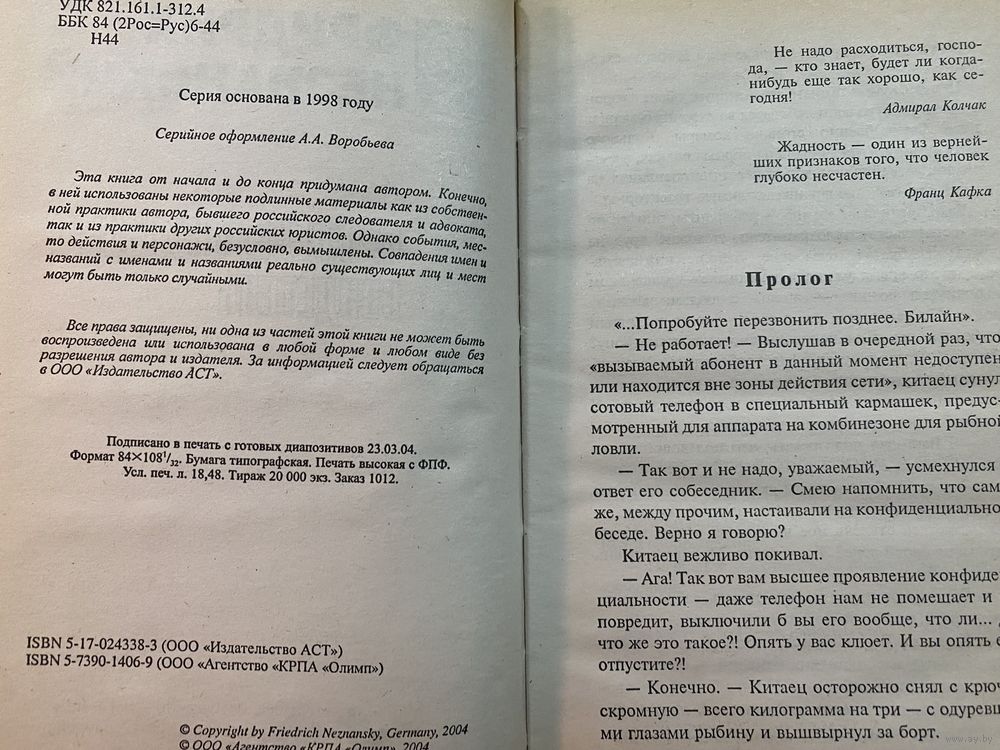 УДК 821.161.1-312.4
ББК 84 (2Рос=Рус)6-44
Н44
Серия основана в 1998 году
Серийное оформление А.А. Воробьева
Эта книга от начала и до конца придумана автором. Конечно,
в ней использованы некоторые подлинные материалы как из собствен-
ной практики автора, бывшего российского следователя и адвоката,
так и из практики других российских юристов. Однако события, мес-
то действия и персонажи, безусловно, вымышлены. Совпадения имен и
названий с именами и названиями реально существующих лиц и мест
могут быть только случайными.
Все права защищены, ни одна из частей этой книги не может быть
воспроизведена или использована в любой форме и любом виде без
разрешения автора и издателя. За информацией следует обращаться
в ООО «Издательство АСТ».
Подписано в печать с готовых диапозитивов 23.03.04.
Формат 84×108¹/₃₂. Бумага типографская. Печать высокая с ФПФ.
Усл. печ. л. 18,48. Тираж 20 000 экз. Заказ 1012.
ISBN 5-17-024338-3 (ООО «Издательство АСТ»)
ISBN 5-7390-1406-9 (ООО «Агентство «КРПА «Олимп»)
© Copyright by Friedrich Neznansky, Germany, 2004
© ООО «Агентство «КРПА «Олимп», 2004
Не надо расходиться, госпо-
да, — кто знает, будет ли когда-
нибудь еще так хорошо, как се-
годня!
Адмирал Колчак
Жадность — один из верней-
ших признаков того, что человек
глубоко несчастен.
Франц Кафка
Пролог
«...Попробуйте перезвонить позднее. Билайн».
— Не работает! — Выслушав в очередной раз, что
«вызываемый абонент в данный момент недоступен
или находится вне зоны действия сети», китаец сунул
сотовый телефон в специальный кармашек, предус-
мотренный для аппарата на комбинезоне для рыбной
ловли.
— Так вот и не надо, уважаемый, — усмехнулся
ответ его собеседник. — Смею напомнить, что сам
же, между прочим, настаивали на конфиденциально
беседе. Верно я говорю?
Китаец вежливо покивал.
— Ага! Так вот вам высшее проявление конфиде
циальности — даже телефон нам не помешает и
повредит, выключили б вы его вообще, что ли...
что же это такое?! Опять у вас клюет. И вы опять е
отпустите?!
— Конечно. — Китаец осторожно снял с крюч
скромную — всего килограмма на три — с одуревш
ми глазами рыбину и вышвырнул за борт.
www.ay.by